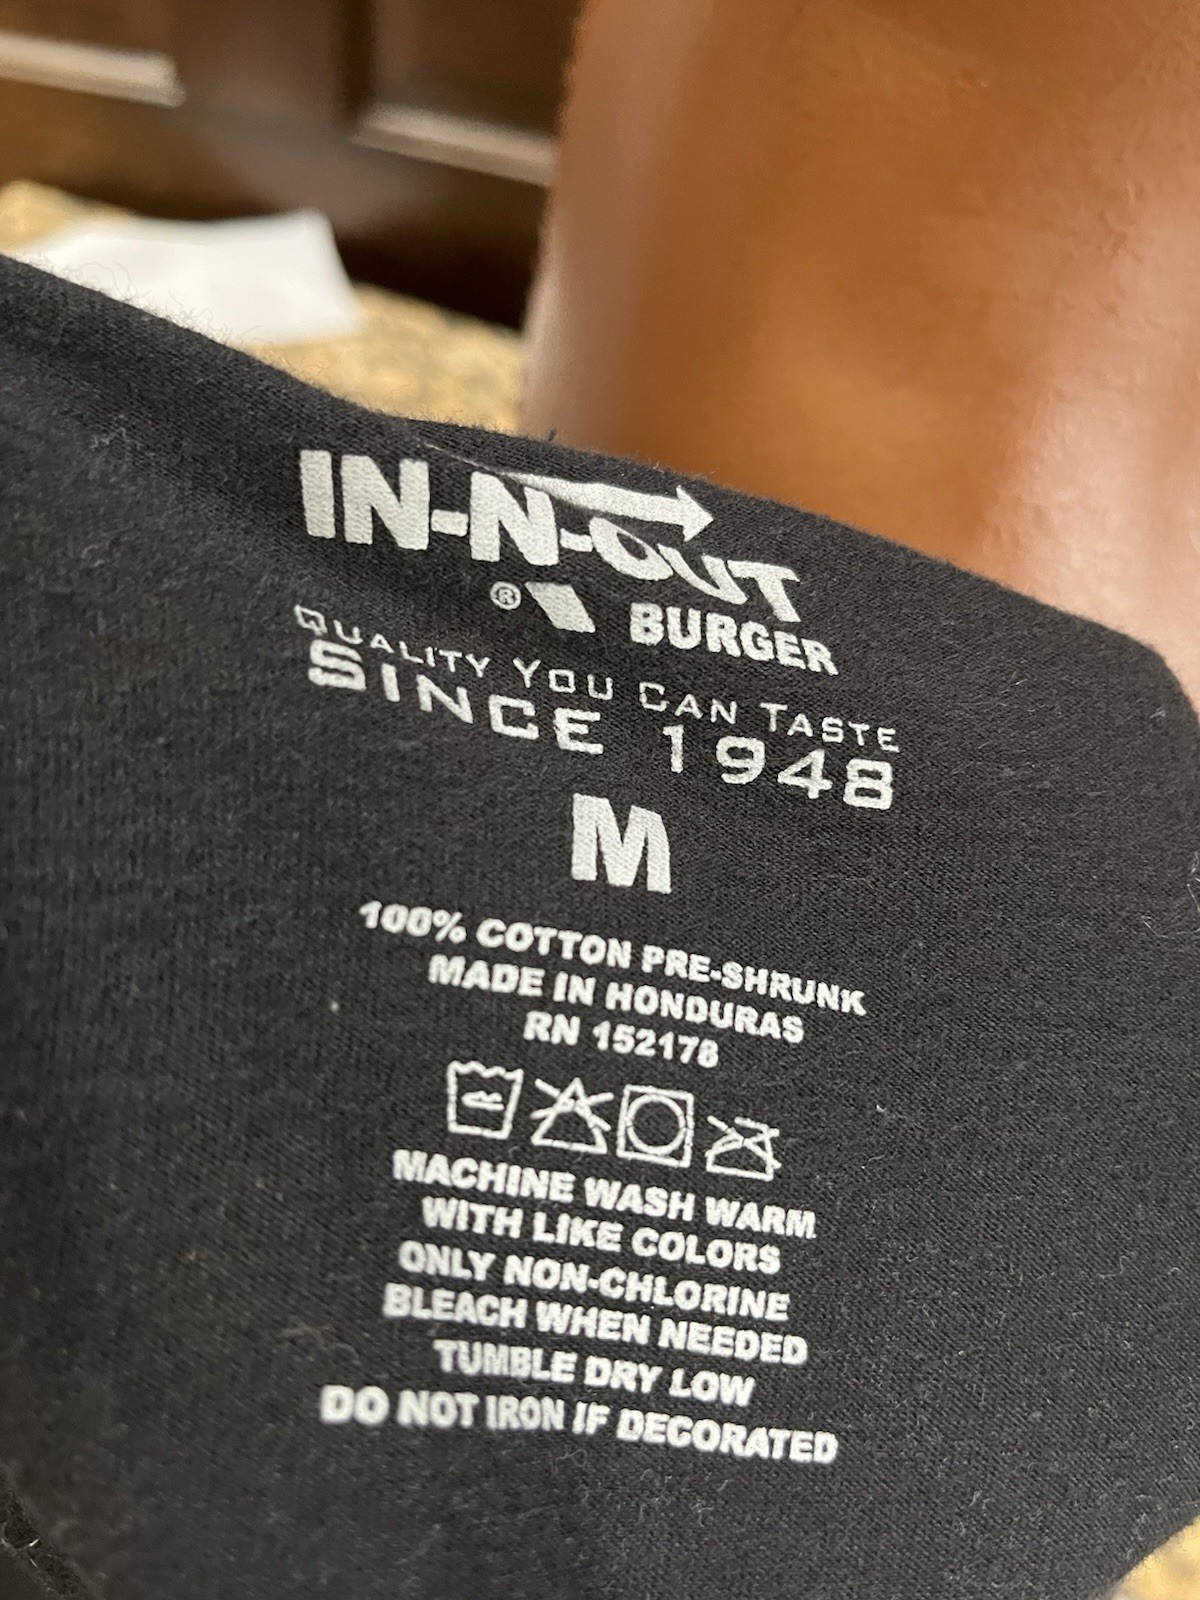 IN-N-OUT
® BURGER
QUALITY YOU CAN TASTE
SINCE 1948
M
100% COTTON PRE-SHRUNK
MADE IN HONDURAS
RN 152178
MACHINE WASH WARM
WITH LIKE COLORS
ONLY NON-CHLORINE
BLEACH WHEN NEEDED
TUMBLE DRY LOW
DO NOT IRON IF DECORATED